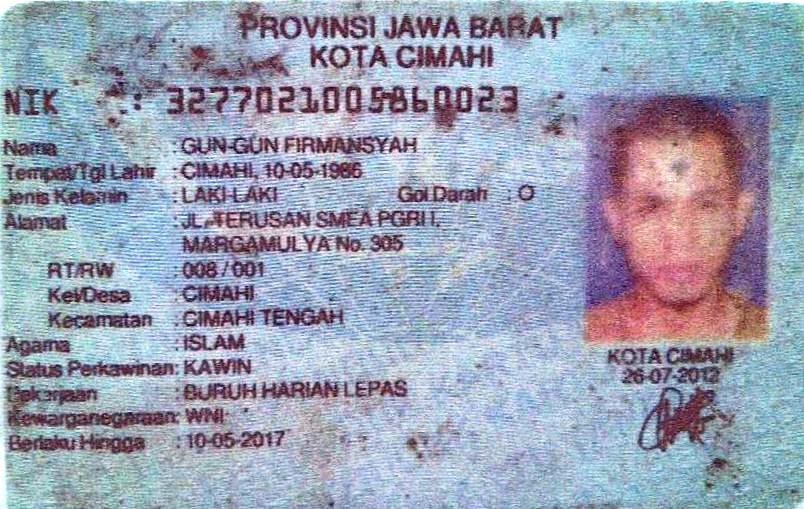 PROVINSI JAWA BARAT
KOTA CIMAHI
NIK : 3277021005860023
Nama : GUN-GUN FIRMANSYAH
Tempat/Tgl Lahir : CIMAHI, 10-05-1986
Jenis Kelamin : LAKI-LAKI Gol.Darah : O
Alamat : JL. TERUSAN SMEA PGRI I.
MARGAMULYA No. 305
RT/RW : 008 / 001
Kel/Desa : CIMAHI
Kecamatan : CIMAHI TENGAH
Agama : ISLAM
Status Perkawinan: KAWIN
Pekerjaan : BURUH HARIAN LEPAS
Kewarganegaraan: WNI
Berlaku Hingga : 10-05-2017
KOTA CIMAHI
26-07-2012